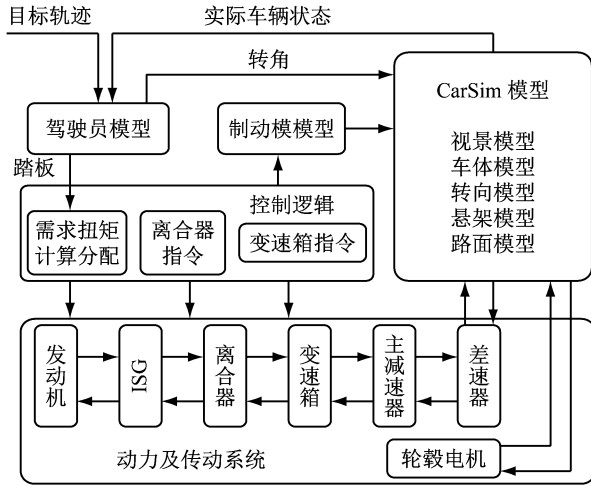 目标轨迹
实际车辆状态
转角
CarSim 模型
驾驶员模型
制动模模型
视景模型
车体模型
转向模型
悬架模型
路面模型
踏板
控制逻辑
需求扭矩
计算分配
离合器
指令
变速箱指令
发动机
ISG
离合器
变速箱
主减速器
差速器
动力及传动系统
轮毂电机